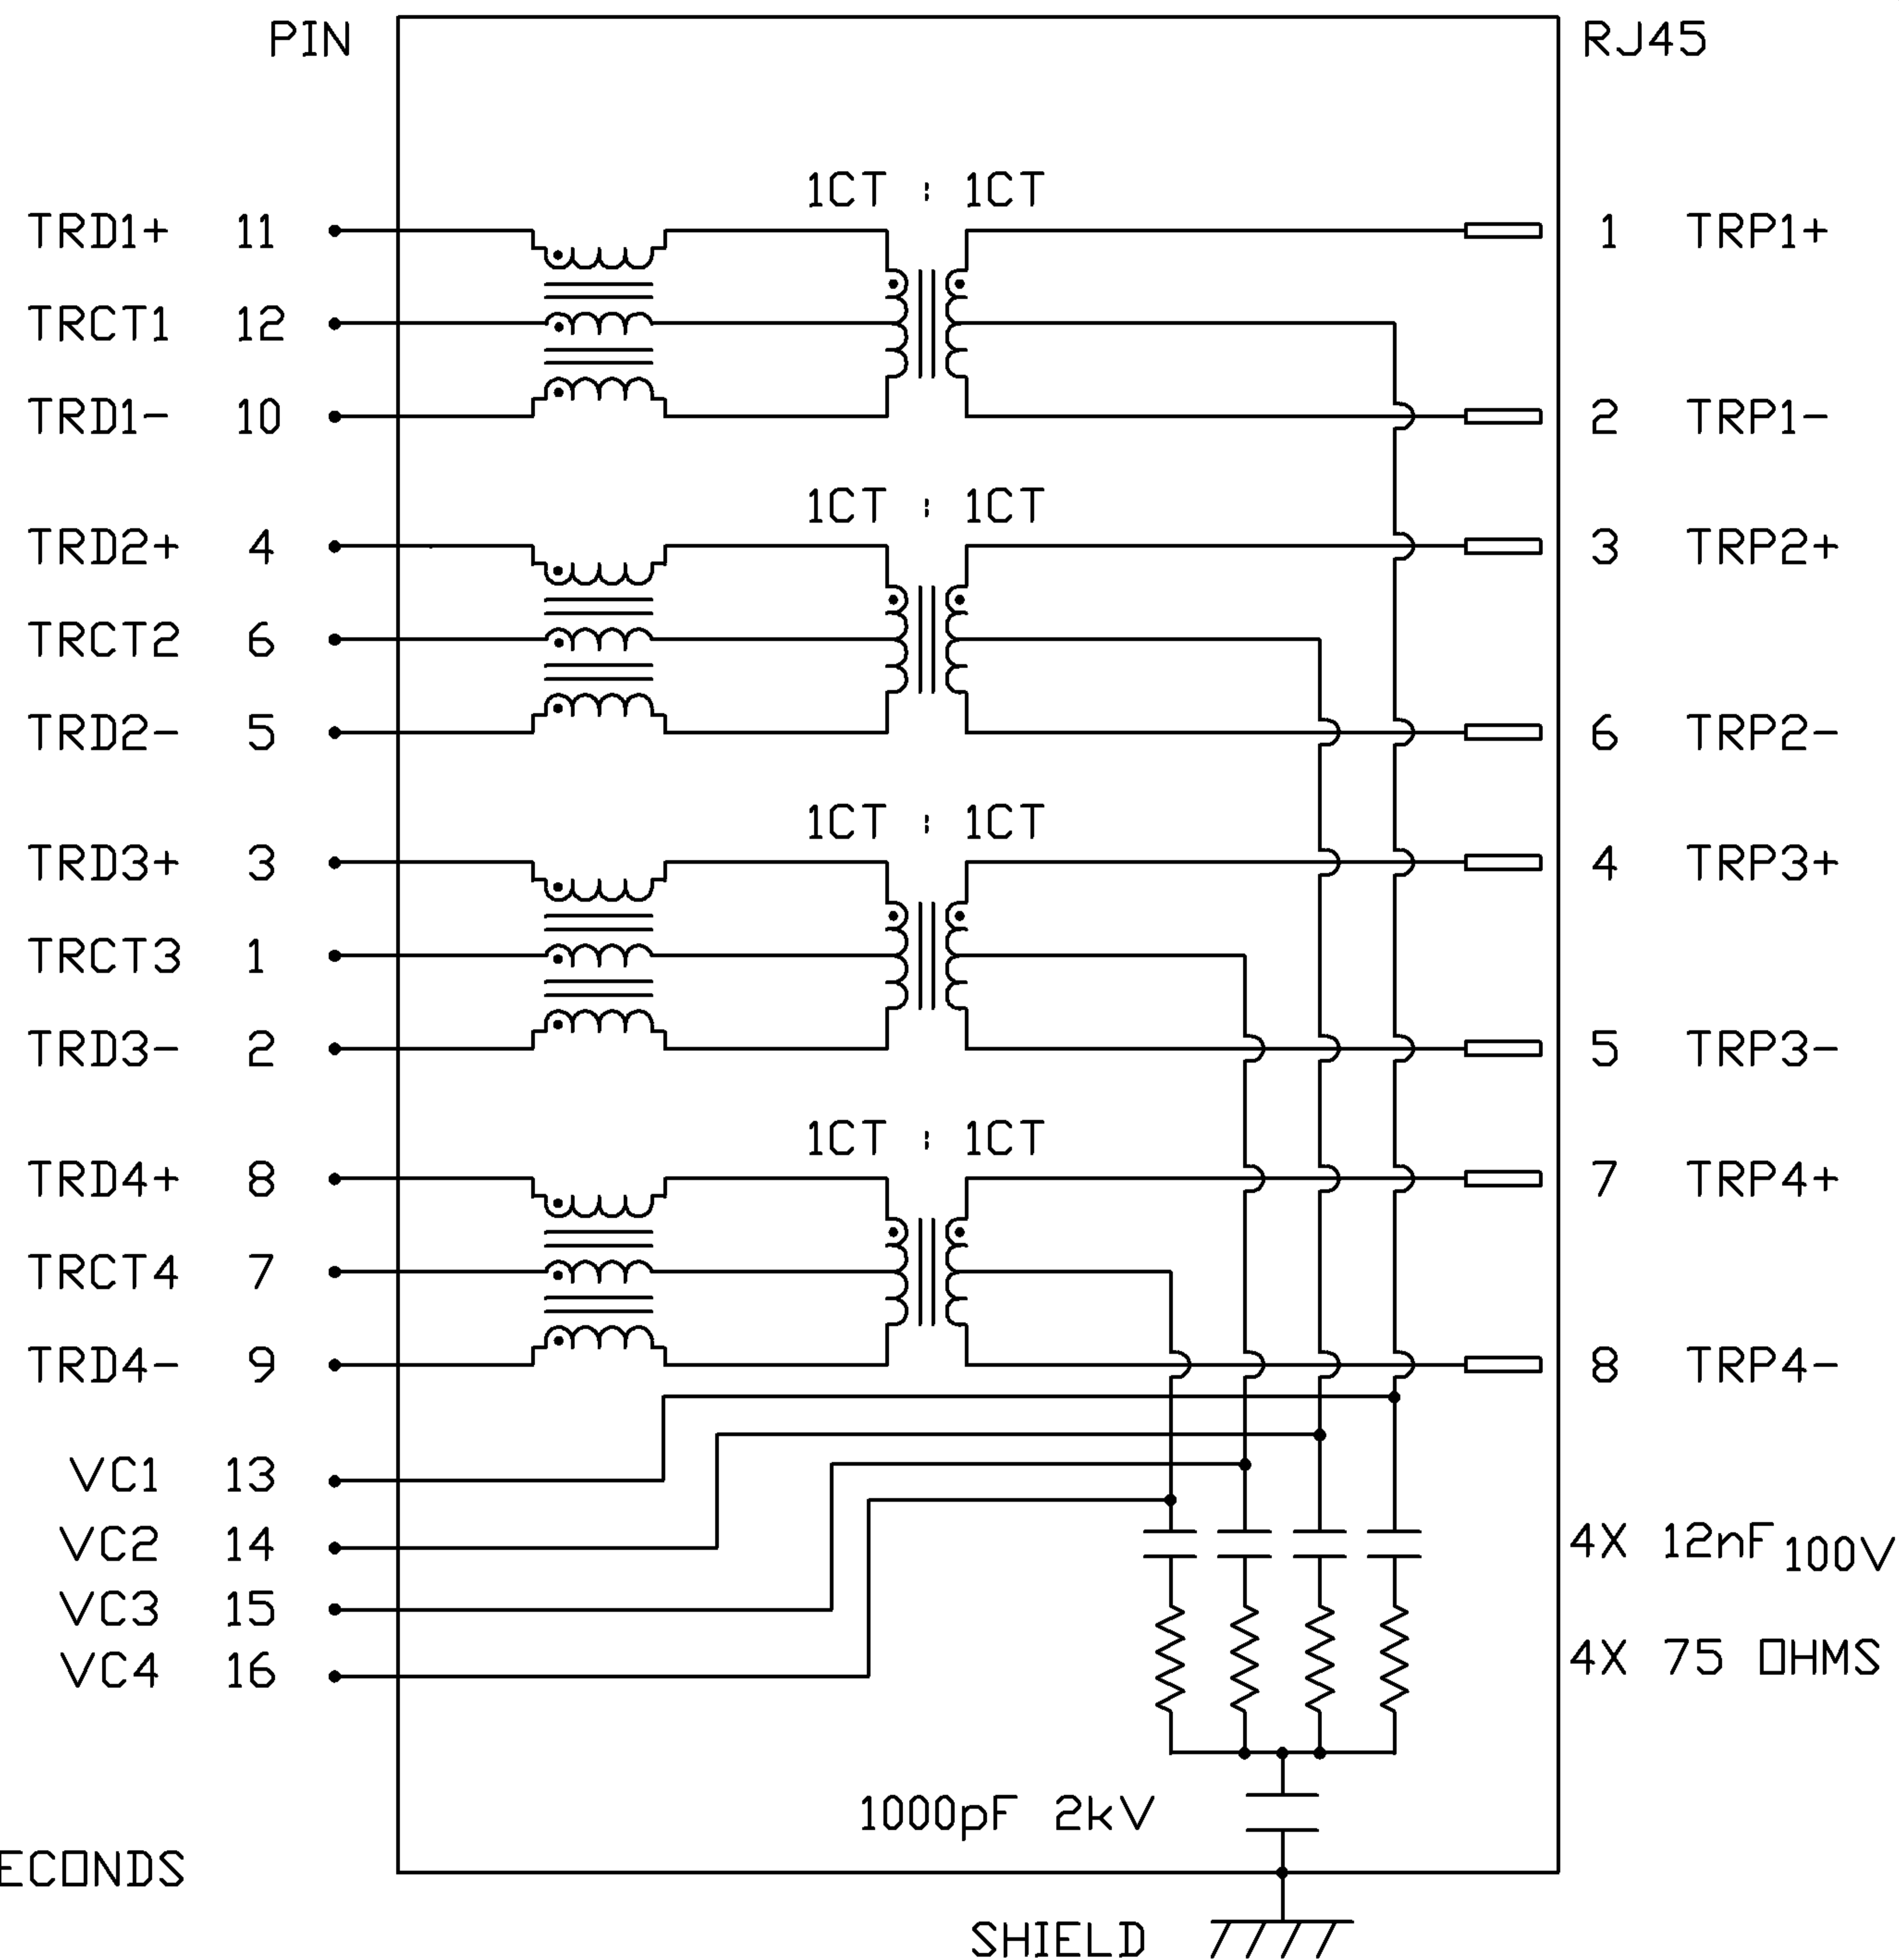 PIN RJ45
1CT : 1CT
TRD1+ 11 1 TRP1+
TRCT1 12
TRD1- 10 2 TRP1-
1CT : 1CT
TRD2+ 4 3 TRP2+
TRCT2 6
TRD2- 5 6 TRP2-
1CT : 1CT
TRD3+ 3 4 TRP3+
TRCT3 1
TRD3- 2 5 TRP3-
1CT : 1CT
TRD4+ 8 7 TRP4+
TRCT4 7
TRD4- 9 8 TRP4-
VC1 13
VC2 14 4X 12nF 100V
VC3 15
VC4 16 4X 75 OHMS
1000pF 2kV
ECONDS
SHIELD